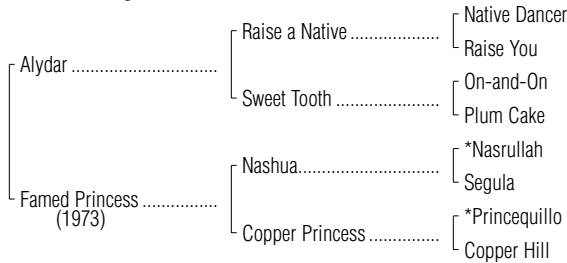 Native Dancer
Raise a Native ....................
Raise You
Alydar ...............................
On-and-On
Sweet Tooth ......................
Plum Cake
*Nasrullah
Nashua..............................
Segula
Famed Princess ................
(1973)
*Princequillo
Copper Princess ...............
Copper Hill